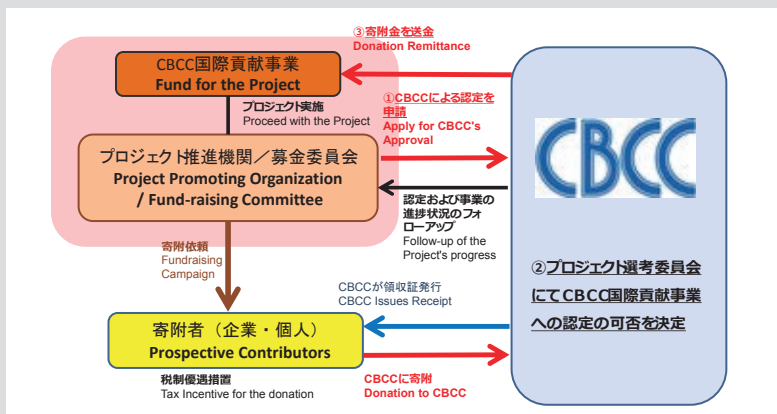 ③寄附金を送金
Donation Remittance
CBCC国際貢献事業
Fund for the Project
プロジェクト実施
Proceed with the Project
①CBCCによる認定を
申請
Apply for CBCC's
Approval
プロジェクト推進機関／募金委員会
Project Promoting Organization
/ Fund-raising Committee
CBCC
認定および事業の
進捗状況のフォ
ローアップ
Follow-up of the
Project's progress
寄附依頼
Fundraising
Campaign
②プロジェクト選考委員会
にてCBCC国際貢献事業
への認定の可否を決定
CBCCが領収証発行
CBCC Issues Receipt
寄附者（企業・個人）
Prospective Contributors
税制優遇措置
Tax Incentive for the donation
CBCCに寄附
Donation to CBCC